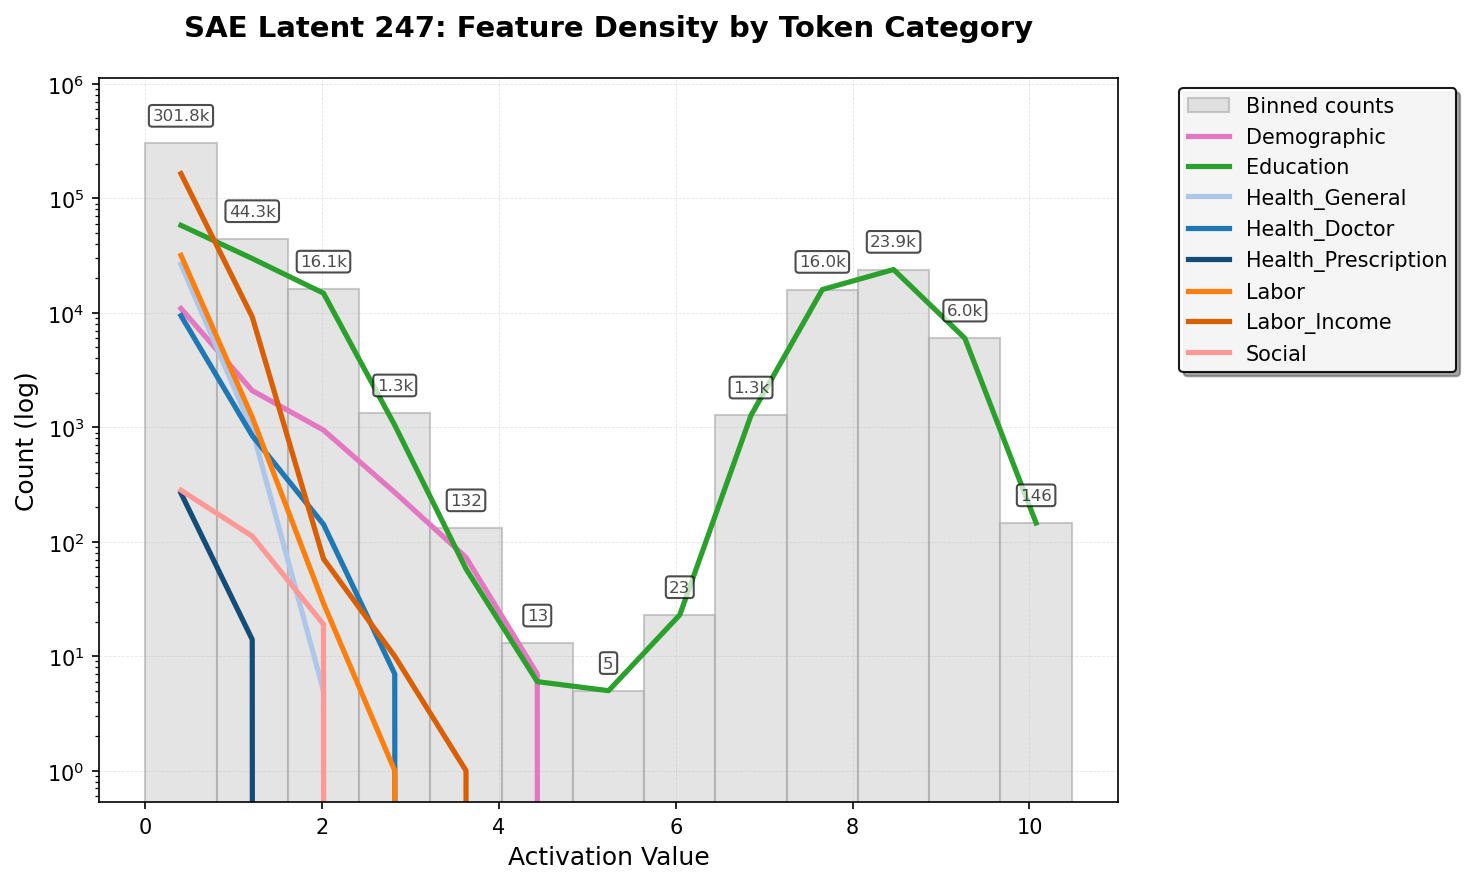 SAE Latent 247: Feature Density by Token Category
Count (log)
10⁶
10⁵
10⁴
10³
10²
10¹
10⁰
301.8k
44.3k
16.1k
1.3k
132
13
5
23
1.3k
16.0k
23.9k
6.0k
146
0
2
4
6
8
10
Activation Value
Binned counts
Demographic
Education
Health_General
Health_Doctor
Health_Prescription
Labor
Labor_Income
Social